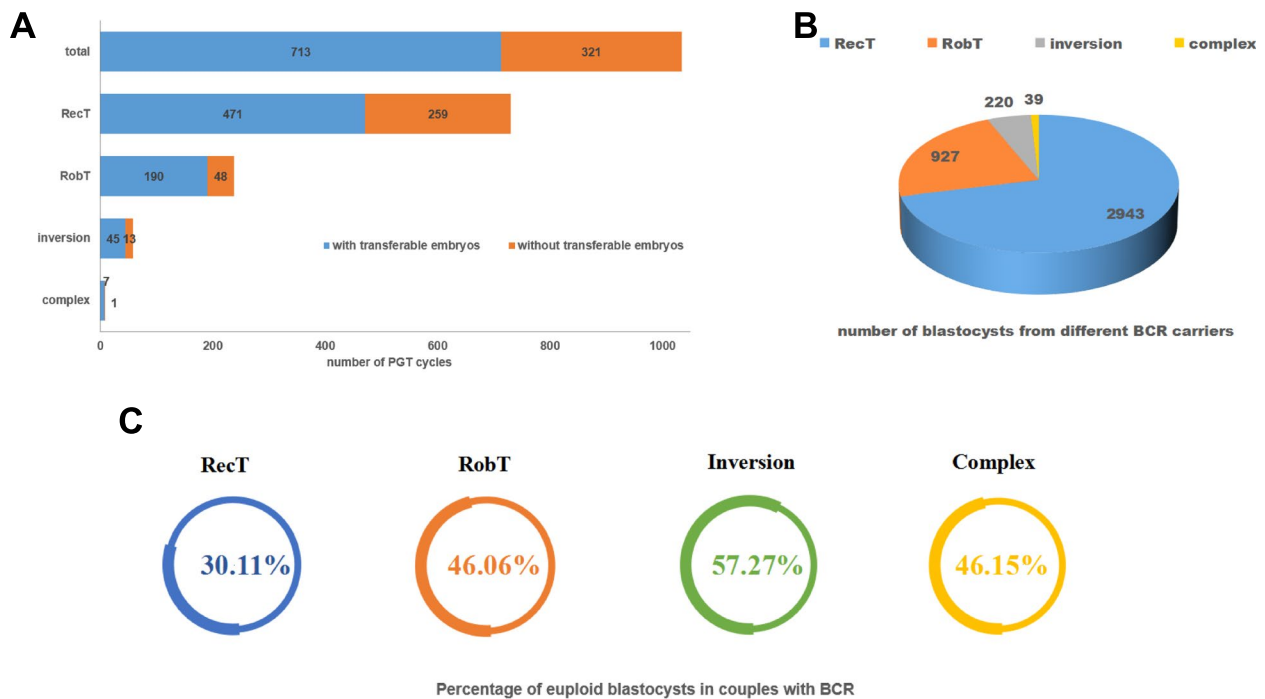 A
total 713 321
RecT 471 259
RobT 190 48
inversion 45 13
with transferable embryos without transferable embryos
complex 7 1
0 200 400 600 800 1000
number of PGT cycles
B
RecT RobT inversion complex
220 39
927
2943
number of blastocysts from different BCR carriers
C
RecT RobT Inversion Complex
30.11% 46.06% 57.27% 46.15%
Percentage of euploid blastocysts in couples with BCR